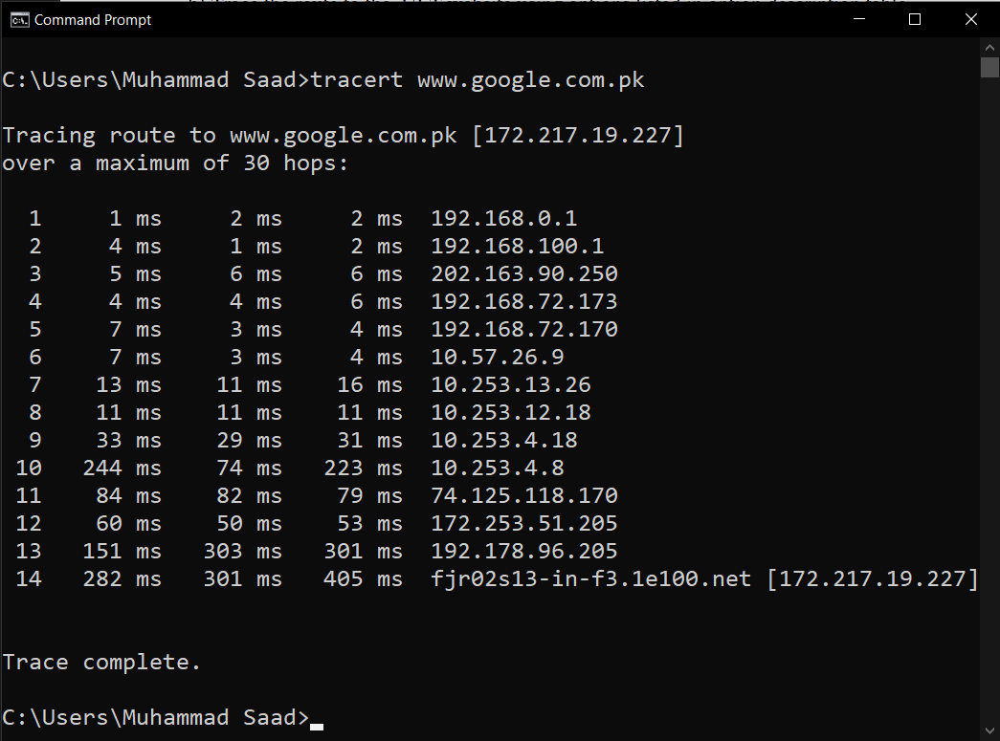 Command Prompt
C:\Users\Muhammad Saad>tracert www.google.com.pk
Tracing route to www.google.com.pk [172.217.19.227]
over a maximum of 30 hops:
1 1 ms 2 ms 2 ms 192.168.0.1
2 4 ms 1 ms 2 ms 192.168.100.1
3 5 ms 6 ms 6 ms 202.163.90.250
4 4 ms 4 ms 6 ms 192.168.72.173
5 7 ms 3 ms 4 ms 192.168.72.170
6 7 ms 3 ms 4 ms 10.57.26.9
7 13 ms 11 ms 16 ms 10.253.13.26
8 11 ms 11 ms 11 ms 10.253.12.18
9 33 ms 29 ms 31 ms 10.253.4.18
10 244 ms 74 ms 223 ms 10.253.4.8
11 84 ms 82 ms 79 ms 74.125.118.170
12 60 ms 50 ms 53 ms 172.253.51.205
13 151 ms 303 ms 301 ms 192.178.96.205
14 282 ms 301 ms 405 ms fjr02s13-in-f3.1e100.net [172.217.19.227]
Trace complete.
C:\Users\Muhammad Saad>